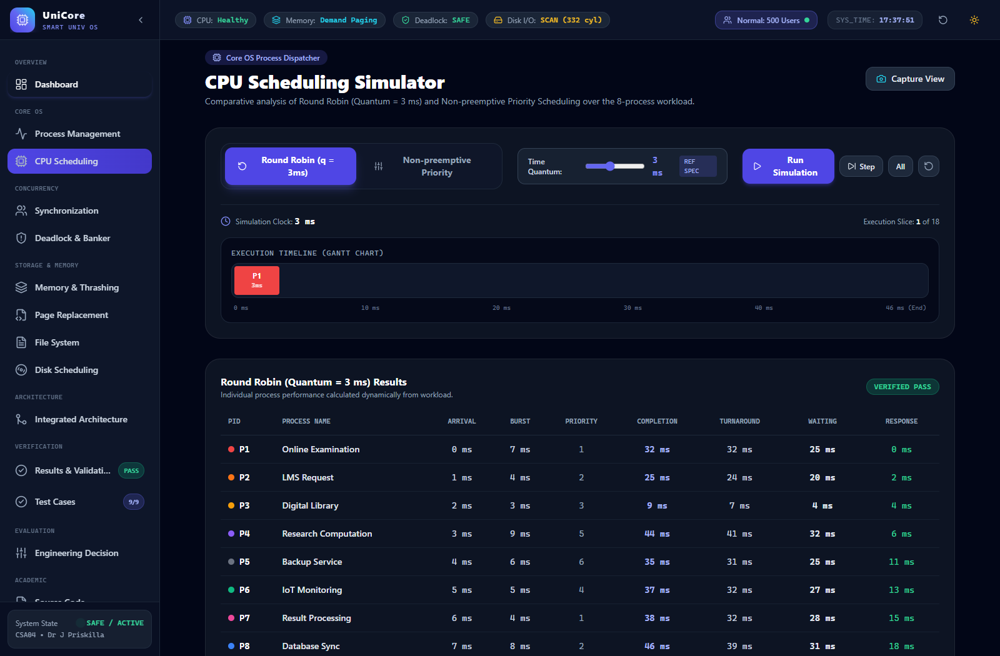 UniCore
SMART UNIV OS
CPU: Healthy
Memory: Demand Paging
Deadlock: SAFE
Disk I/O: SCAN (332 cyl)
Normal: 500 Users
SYS_TIME: 17:37:51
OVERVIEW
Dashboard
CORE OS
Process Management
CPU Scheduling
CONCURRENCY
Synchronization
Deadlock & Banker
STORAGE & MEMORY
Memory & Thrashing
Page Replacement
File System
Disk Scheduling
ARCHITECTURE
Integrated Architecture
VERIFICATION
Results & Validati... PASS
Test Cases 9/9
EVALUATION
Engineering Decision
ACADEMIC
Source Code
System State SAFE / ACTIVE
CSA04 • Dr J Priskilla
Core OS Process Dispatcher
CPU Scheduling Simulator
Comparative analysis of Round Robin (Quantum = 3 ms) and Non-preemptive Priority Scheduling over the 8-process workload.
Capture View
Round Robin (q =
3ms)
Non-preemptive
Priority
Time
Quantum:
3
ms
REF
SPEC
Run
Simulation
Step
All
Simulation Clock: 3 ms
Execution Slice: 1 of 18
EXECUTION TIMELINE (GANTT CHART)
P1
3ms
0 ms 10 ms 20 ms 30 ms 40 ms 46 ms (End)
Round Robin (Quantum = 3 ms) Results
Individual process performance calculated dynamically from workload.
VERIFIED PASS
PID PROCESS NAME ARRIVAL BURST PRIORITY COMPLETION TURNAROUND WAITING RESPONSE
P1 Online Examination 0 ms 7 ms 1 32 ms 32 ms 25 ms 0 ms
P2 LMS Request 1 ms 4 ms 2 25 ms 24 ms 20 ms 2 ms
P3 Digital Library 2 ms 3 ms 3 9 ms 7 ms 4 ms 4 ms
P4 Research Computation 3 ms 9 ms 5 44 ms 41 ms 32 ms 6 ms
P5 Backup Service 4 ms 6 ms 6 35 ms 31 ms 25 ms 11 ms
P6 IoT Monitoring 5 ms 5 ms 4 37 ms 32 ms 27 ms 13 ms
P7 Result Processing 6 ms 4 ms 1 38 ms 32 ms 28 ms 15 ms
P8 Database Sync 7 ms 8 ms 2 46 ms 39 ms 31 ms 18 ms